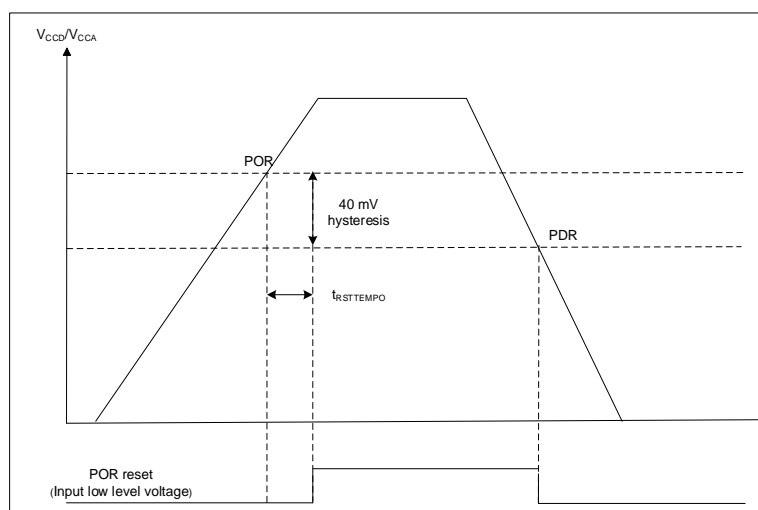 VCCD/VCCA
POR
40 mV
hysteresis
PDR
tRSTTEMPO
POR reset
(Input low level voltage)